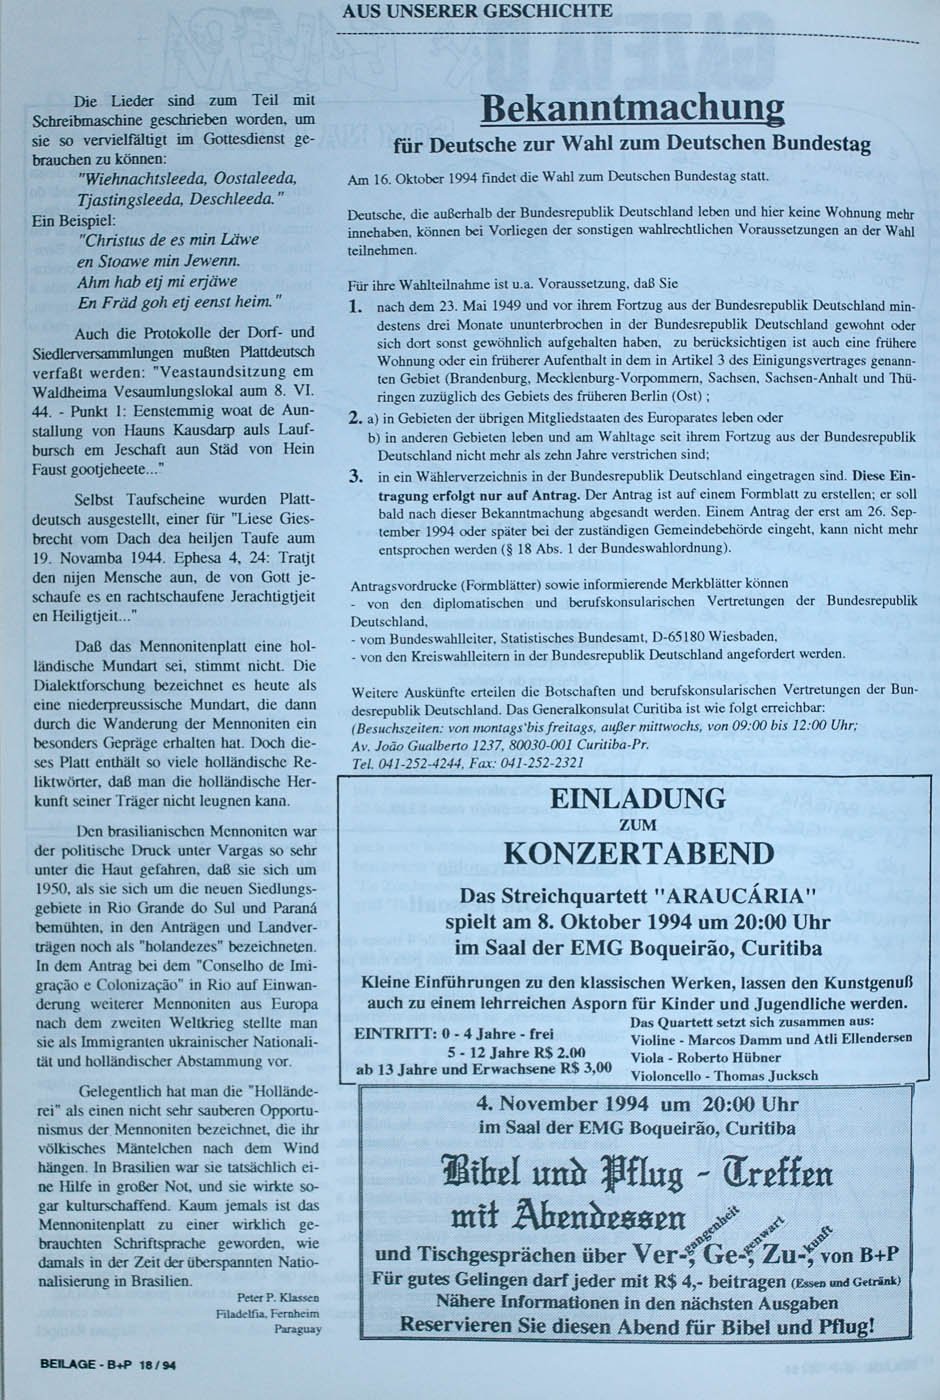 AUS UNSERER GESCHICHTE
Die Lieder sind zum Teil mit
Schreibmaschine geschrieben worden, um
sie so vervielfältigt im Gottesdienst ge-
brauchen zu können:
"Wiehnachtsleeda, Oostaleeda,
Tjastingsleeda, Deschleeda."
Ein Beispiel:
"Christus de es min Läwe
en Stoawe min Jewenn.
Ahm hab etj mi erjäwe
En Fräd goh etj eenst heim."
Auch die Protokolle der Dorf- und
Siedlerversammlungen mußten Plattdeutsch
verfaßt werden: "Veastaundsitzung em
Waldheima Vesaumlungslokal aum 8. VI.
44. - Punkt 1: Eenstemmig woat de Aun-
stallung von Hauns Kausdarp auls Lauf-
bursch em Jeschaft aun Städ von Hein
Faust gootjeheete..."
Selbst Taufscheine wurden Platt-
deutsch ausgestellt, einer für "Liese Gies-
brecht vom Dach dea heiljen Taufe aum
19. Novamba 1944. Ephesa 4, 24: Tratjt
den nijen Mensche aun, de von Gott je-
schaufe es en rachtschaufene Jerachtigtjeit
en Heiligtjeit..."
Daß das Mennonitenplatt eine hol-
ländische Mundart sei, stimmt nicht. Die
Dialektforschung bezeichnet es heute als
eine niederpreussische Mundart, die dann
durch die Wanderung der Mennoniten ein
besonders Gepräge erhalten hat. Doch die-
ses Platt enthält so viele holländische Re-
liktwörter, daß man die holländische Her-
kunft seiner Träger nicht leugnen kann.
Den brasilianischen Mennoniten war
der politische Druck unter Vargas so sehr
unter die Haut gefahren, daß sie sich um
1950, als sie sich um die neuen Siedlungs-
gebiete in Rio Grande do Sul und Paraná
bemühten, in den Anträgen und Landver-
trägen noch als "holandezes" bezeichneten.
In dem Antrag bei dem "Conselho de Imi-
gração e Colonização" in Rio auf Einwan-
derung weiterer Mennoniten aus Europa
nach dem zweiten Weltkrieg stellte man
sie als Immigranten ukrainischer Nationali-
tät und holländischer Abstammung vor.
Gelegentlich hat man die "Hollände-
rei" als einen nicht sehr sauberen Opportu-
nismus der Mennoniten bezeichnet, die ihr
völkisches Mäntelchen nach dem Wind
hängen. In Brasilien war sie tatsächlich ei-
ne Hilfe in großer Not, und sie wirkte so-
gar kulturschaffend. Kaum jemals ist das
Mennonitenplatt zu einer wirklich ge-
brauchten Schriftsprache geworden, wie
damals in der Zeit der überspannten Natio-
nalisierung in Brasilien.
Peter P. Klassen
Filadelfia, Fernheim
Paraguay
BEILAGE - B+P 18/94
Bekanntmachung
für Deutsche zur Wahl zum Deutschen Bundestag
Am 16. Oktober 1994 findet die Wahl zum Deutschen Bundestag statt.
Deutsche, die außerhalb der Bundesrepublik Deutschland leben und hier keine Wohnung mehr
innehaben, können bei Vorliegen der sonstigen wahlrechtlichen Voraussetzungen an der Wahl
teilnehmen.
Für ihre Wahlteilnahme ist u.a. Voraussetzung, daß Sie
1. nach dem 23. Mai 1949 und vor ihrem Fortzug aus der Bundesrepublik Deutschland min-
destens drei Monate ununterbrochen in der Bundesrepublik Deutschland gewohnt oder
sich dort sonst gewöhnlich aufgehalten haben, zu berücksichtigen ist auch eine frühere
Wohnung oder ein früherer Aufenthalt in dem in Artikel 3 des Einigungsvertrages genann-
ten Gebiet (Brandenburg, Mecklenburg-Vorpommern, Sachsen, Sachsen-Anhalt und Thü-
ringen zuzüglich des Gebiets des früheren Berlin (Ost) ;
2. a) in Gebieten der übrigen Mitgliedstaaten des Europarates leben oder
b) in anderen Gebieten leben und am Wahltage seit ihrem Fortzug aus der Bundesrepublik
Deutschland nicht mehr als zehn Jahre verstrichen sind;
3. in ein Wählerverzeichnis in der Bundesrepublik Deutschland eingetragen sind. Diese Ein-
tragung erfolgt nur auf Antrag. Der Antrag ist auf einem Formblatt zu erstellen; er soll
bald nach dieser Bekanntmachung abgesandt werden. Einem Antrag der erst am 26. Sep-
tember 1994 oder später bei der zuständigen Gemeindebehörde eingeht, kann nicht mehr
entsprochen werden (§ 18 Abs. 1 der Bundeswahlordnung).
Antragsvordrucke (Formblätter) sowie informierende Merkblätter können
- von den diplomatischen und berufskonsularischen Vertretungen der Bundesrepublik
Deutschland,
- vom Bundeswahlleiter, Statistisches Bundesamt, D-65180 Wiesbaden,
- von den Kreiswahlleitern in der Bundesrepublik Deutschland angefordert werden.
Weitere Auskünfte erteilen die Botschaften und berufskonsularischen Vertretungen der Bun-
desrepublik Deutschland. Das Generalkonsulat Curitiba ist wie folgt erreichbar:
(Besuchszeiten: von montags bis freitags, außer mittwochs, von 09:00 bis 12:00 Uhr;
Av. João Gualberto 1237, 80030-001 Curitiba-Pr.
Tel. 041-252-4244, Fax: 041-252-2321
EINLADUNG
ZUM
KONZERTABEND
Das Streichquartett "ARAUCÁRIA"
spielt am 8. Oktober 1994 um 20:00 Uhr
im Saal der EMG Boqueirão, Curitiba
Kleine Einführungen zu den klassischen Werken, lassen den Kunstgenuß
auch zu einem lehrreichen Asporn für Kinder und Jugendliche werden.
EINTRITT: 0 - 4 Jahre - frei
5 - 12 Jahre R$ 2.00
ab 13 Jahre und Erwachsene R$ 3,00
Das Quartett setzt sich zusammen aus:
Violine - Marcos Damm und Atli Ellendersen
Viola - Roberto Hübner
Violoncello - Thomas Jucksch
4. November 1994 um 20:00 Uhr
im Saal der EMG Boqueirão, Curitiba
Bibel und Pflug - Treffen
mit Abendessen
und Tischgesprächen über Ver-gangenheit, Ge-genwart, Zu-kunft, von B+P
Für gutes Gelingen darf jeder mit R$ 4,- beitragen (Essen und Getränk)
Nähere Informationen in den nächsten Ausgaben
Reservieren Sie diesen Abend für Bibel und Pflug!